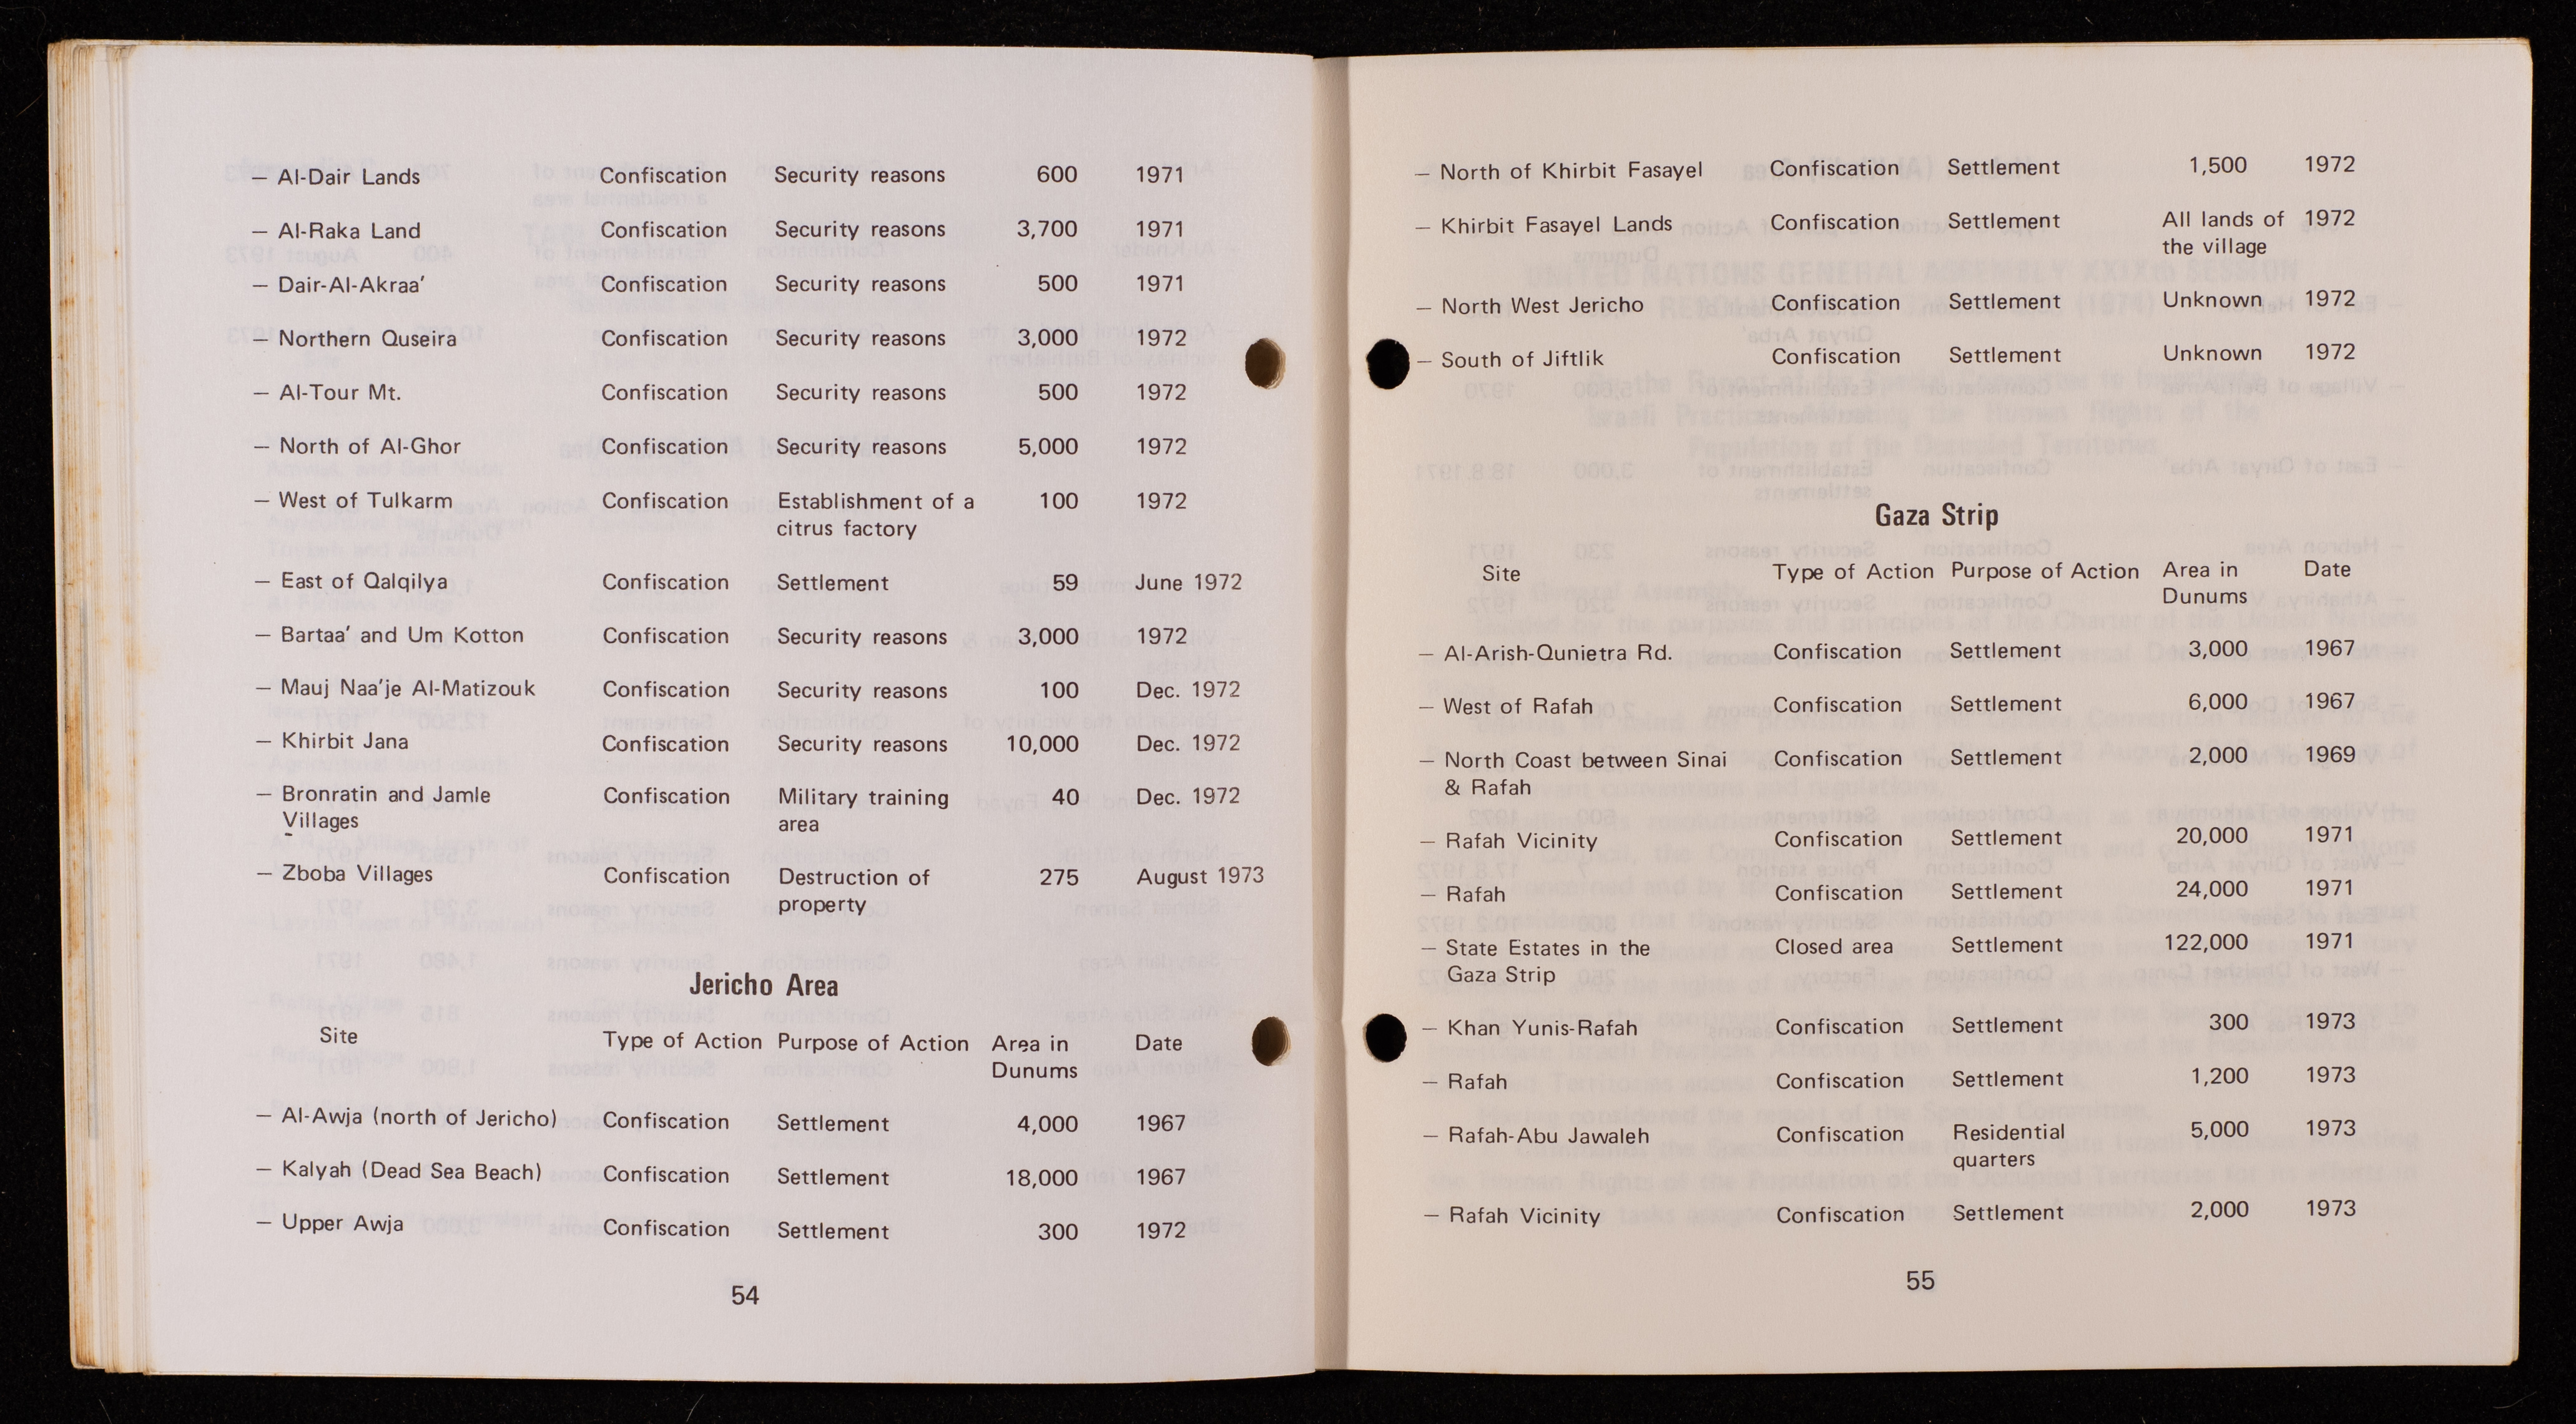 – Al-Dair Lands Confiscation Security reasons 600 1971
– Al-Raka Land Confiscation Security reasons 3,700 1971
– Dair-Al-Akraa' Confiscation Security reasons 500 1971
– Northern Quseira Confiscation Security reasons 3,000 1972
– Al-Tour Mt. Confiscation Security reasons 500 1972
– North of Al-Ghor Confiscation Security reasons 5,000 1972
– West of Tulkarm Confiscation Establishment of a 100 1972
citrus factory
– East of Qalqilya Confiscation Settlement 59 June 1972
– Bartaa' and Um Kotton Confiscation Security reasons 3,000 1972
– Mauj Naa'je Al-Matizouk Confiscation Security reasons 100 Dec. 1972
– Khirbit Jana Confiscation Security reasons 10,000 Dec. 1972
– Bronratin and Jamle Confiscation Military training 40 Dec. 1972
Villages area
– Zboba Villages Confiscation Destruction of 275 August 1973
property
Jericho Area
Site Type of Action Purpose of Action Area in Date
Dunums
– Al-Awja (north of Jericho) Confiscation Settlement 4,000 1967
– Kalyah (Dead Sea Beach) Confiscation Settlement 18,000 1967
– Upper Awja Confiscation Settlement 300 1972
54
– North of Khirbit Fasayel Confiscation Settlement 1,500 1972
– Khirbit Fasayel Lands Confiscation Settlement All lands of 1972
the village
– North West Jericho Confiscation Settlement Unknown 1972
– South of Jiftlik Confiscation Settlement Unknown 1972
Gaza Strip
Site Type of Action Purpose of Action Area in Date
Dunums
– Al-Arish-Qunietra Rd. Confiscation Settlement 3,000 1967
– West of Rafah Confiscation Settlement 6,000 1967
– North Coast between Sinai Confiscation Settlement 2,000 1969
& Rafah
– Rafah Vicinity Confiscation Settlement 20,000 1971
– Rafah Confiscation Settlement 24,000 1971
– State Estates in the Closed area Settlement 122,000 1971
Gaza Strip
– Khan Yunis-Rafah Confiscation Settlement 300 1973
– Rafah Confiscation Settlement 1,200 1973
– Rafah-Abu Jawaleh Confiscation Residential 5,000 1973
quarters
– Rafah Vicinity Confiscation Settlement 2,000 1973
55